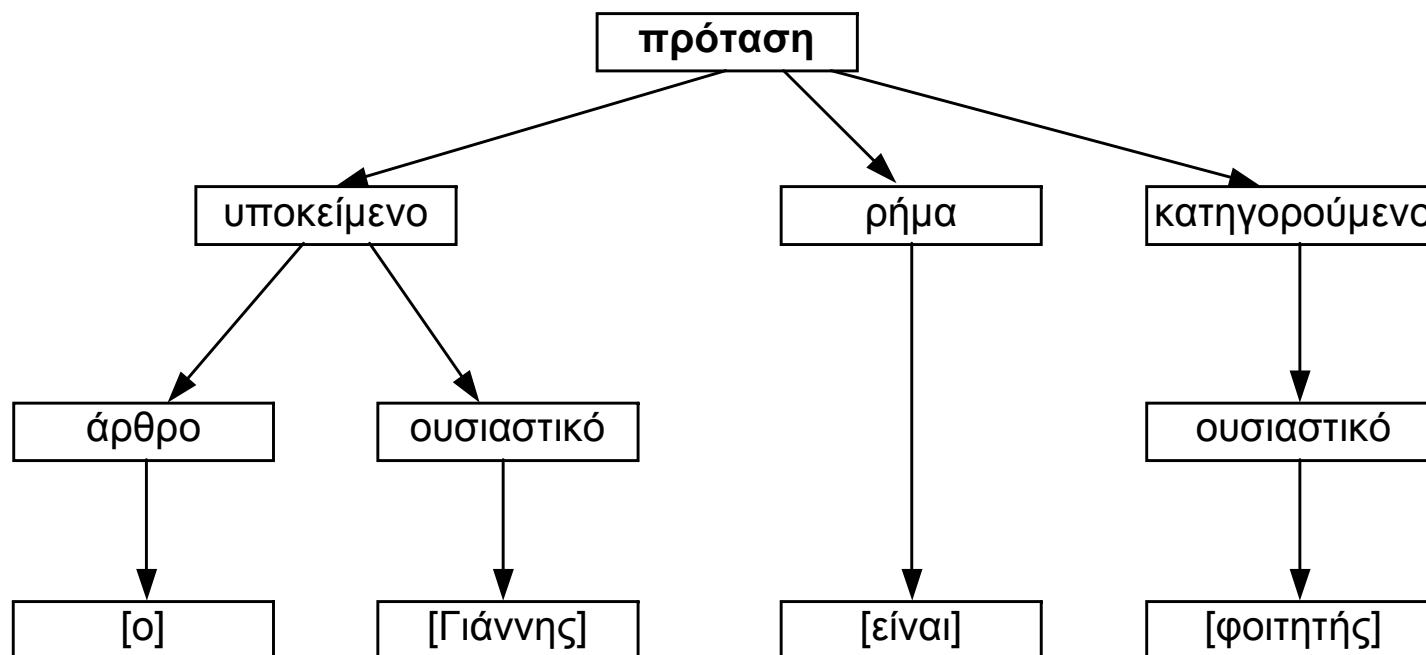 πρόταση
υποκείμενο
ρήμα
κατηγορούμενο
άρθρο
ουσιαστικό
ουσιαστικό
[ο]
[Γιάννης]
[είναι]
[φοιτητής]